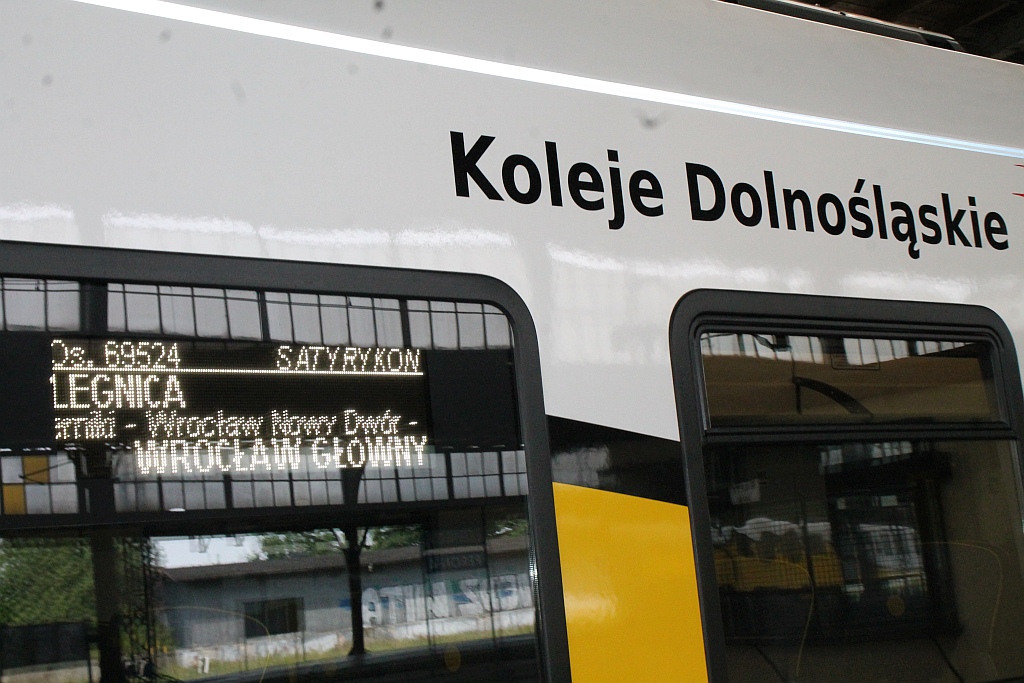 Koleje Dolnośląskie
Os. 69524 SATYRYKON
LEGNICA
- Wrocław Nowy Dwór -
WROCŁAW GŁÓWNY